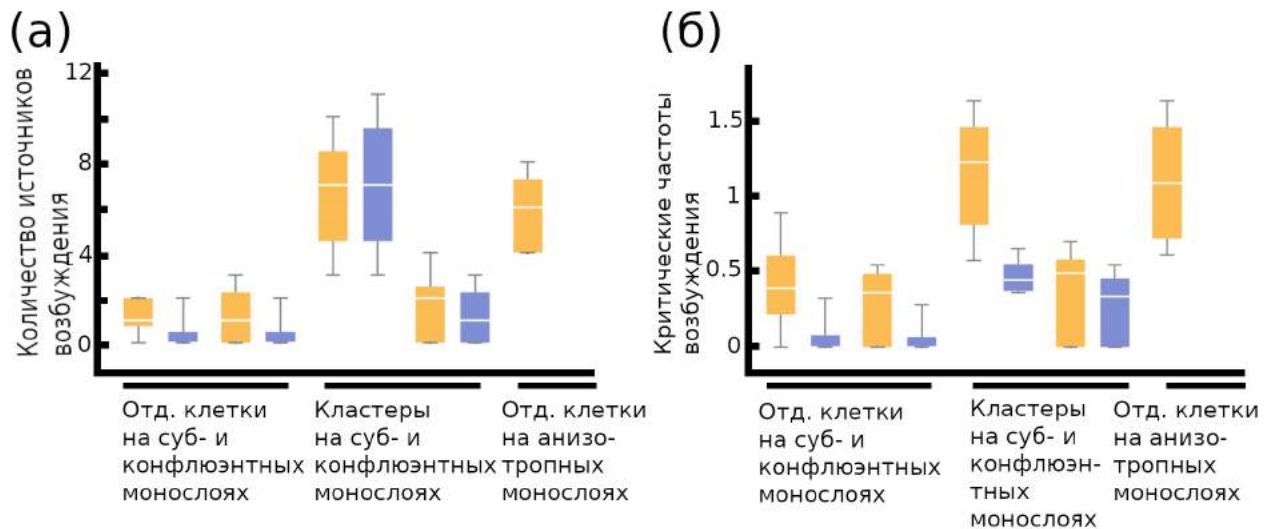 (а)
Количество источников
возбуждения
12
8
4
0
Отд. клетки
на суб- и
конфлюэнтных
монослоях
Кластеры
на суб- и
конфлюэнтных
монослоях
Отд. клетки
на анизо-
тропных
монослоях
(б)
Критические частоты
возбуждения
1.5
1
0.5
0
Отд. клетки
на суб- и
конфлюэнтных
монослоях
Кластеры
на суб- и
конфлюэн-
тных
монослоях
Отд. клетки
на анизо-
тропных
монослоях